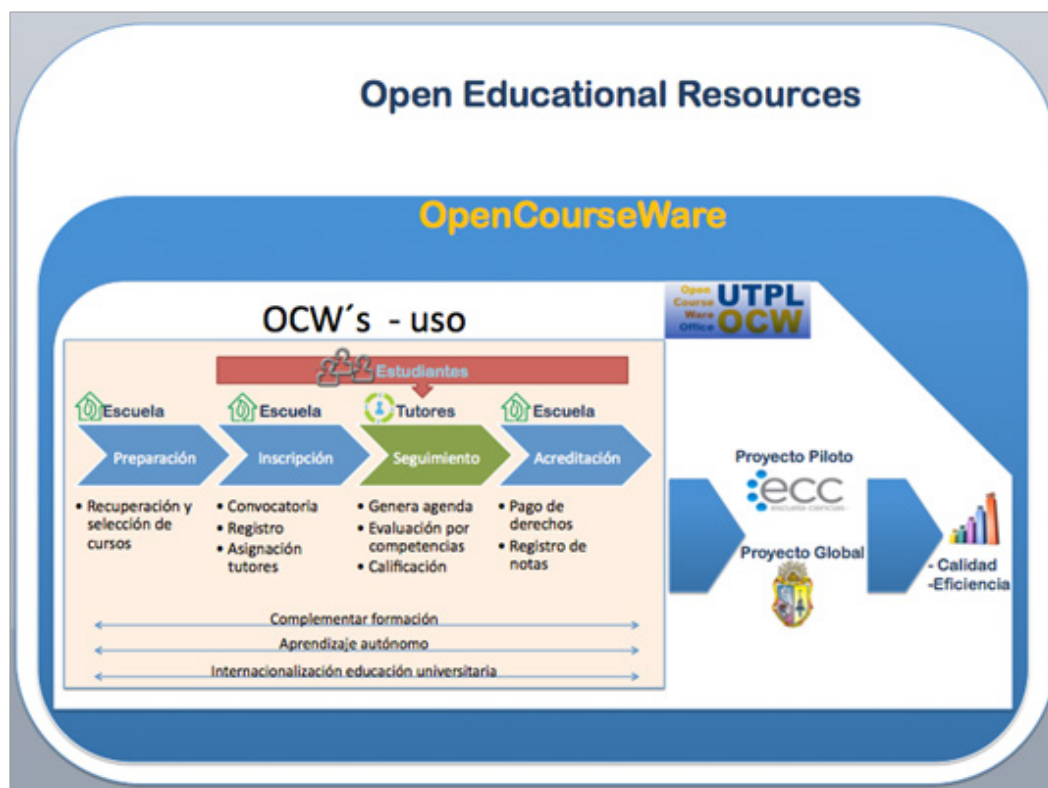 Open Educational Resources
OpenCourseWare
OCW´s - uso
Open
Course
Ware
Office
UTPL
OCW
Estudiantes
Escuela
Escuela
Tutores
Escuela
Preparación
Inscripción
Seguimiento
Acreditación
• Recuperación y
selección de
cursos
• Convocatoria
• Registro
• Asignación
tutores
• Genera agenda
• Evaluación por
competencias
• Calificación
• Pago de
derechos
• Registro de
notas
Complementar formación
Aprendizaje autónomo
Internacionalización educación universitaria
Proyecto Piloto
ecc
escuela ciencias
Proyecto Global
- Calidad
-Eficiencia